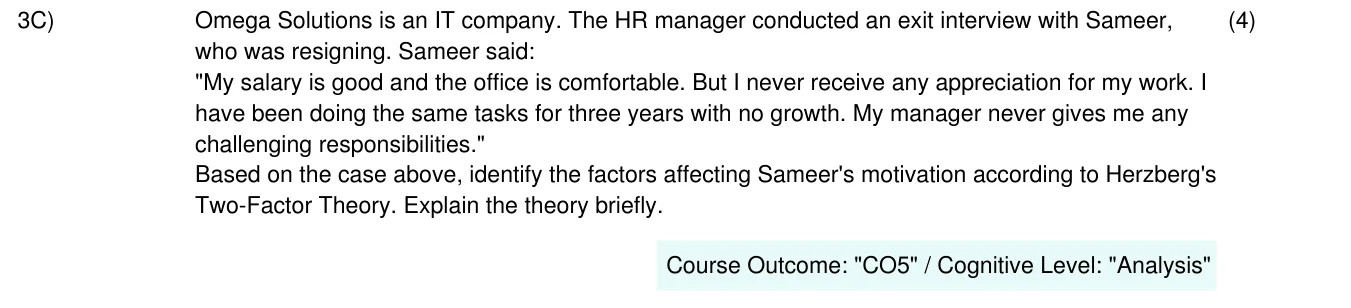 3C) Omega Solutions is an IT company. The HR manager conducted an exit interview with Sameer, (4)
who was resigning. Sameer said:
"My salary is good and the office is comfortable. But I never receive any appreciation for my work. I
have been doing the same tasks for three years with no growth. My manager never gives me any
challenging responsibilities."
Based on the case above, identify the factors affecting Sameer's motivation according to Herzberg's
Two-Factor Theory. Explain the theory briefly.
Course Outcome: "CO5" / Cognitive Level: "Analysis"